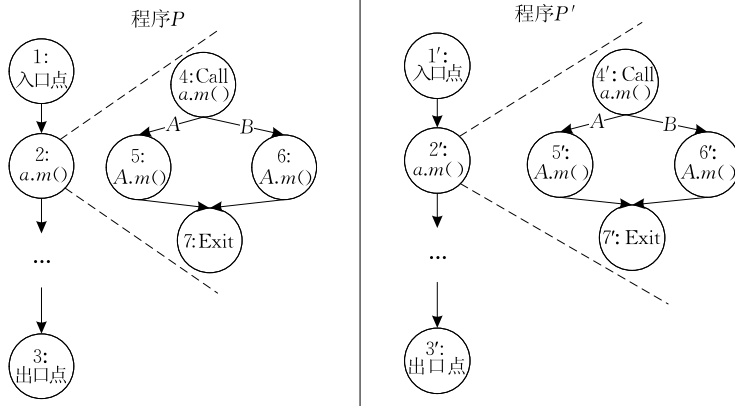 程序P
1:
入口点
4:Call
a.m()
A
B
2:
a.m()
5:
A.m()
6:
A.m()
7:Exit
...
3:
出口点
程序P′
1′:
入口点
4′: Call
a.m()
A
B
2′:
a.m()
5′:
A.m()
6′:
A.m()
7′: Exit
...
3′:
出口点